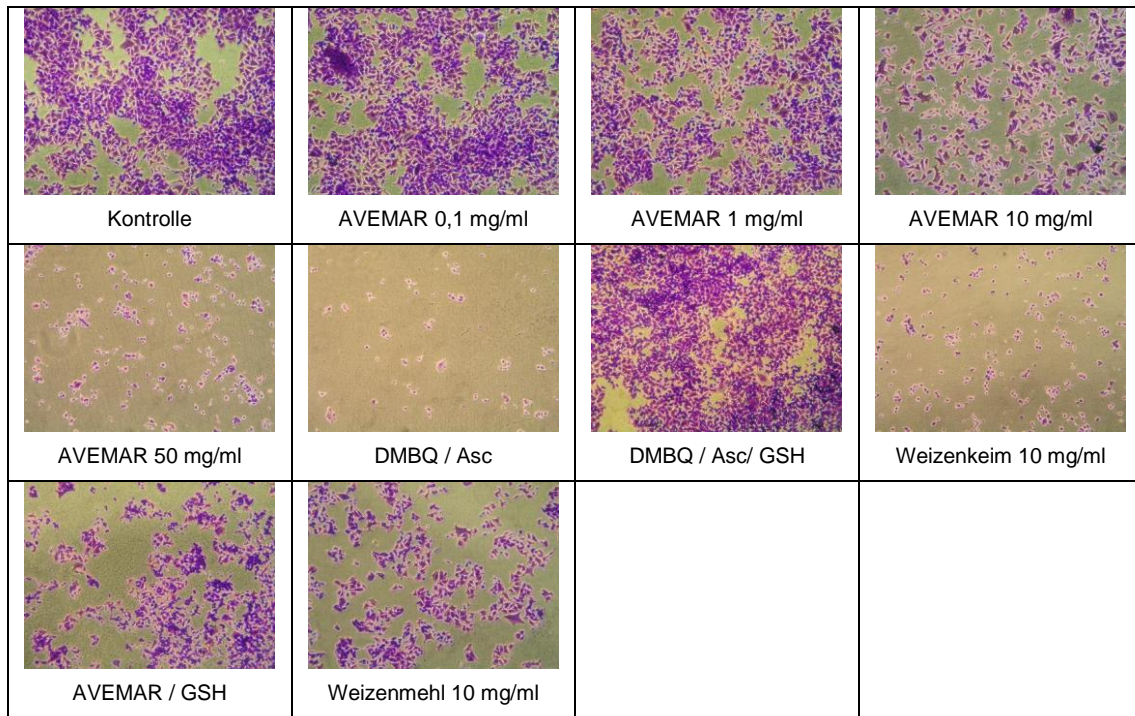 Kontrolle
AVEMAR 0,1 mg/ml
AVEMAR 1 mg/ml
AVEMAR 10 mg/ml
AVEMAR 50 mg/ml
DMBQ / Asc
DMBQ / Asc/ GSH
Weizenkeim 10 mg/ml
AVEMAR / GSH
Weizenmehl 10 mg/ml